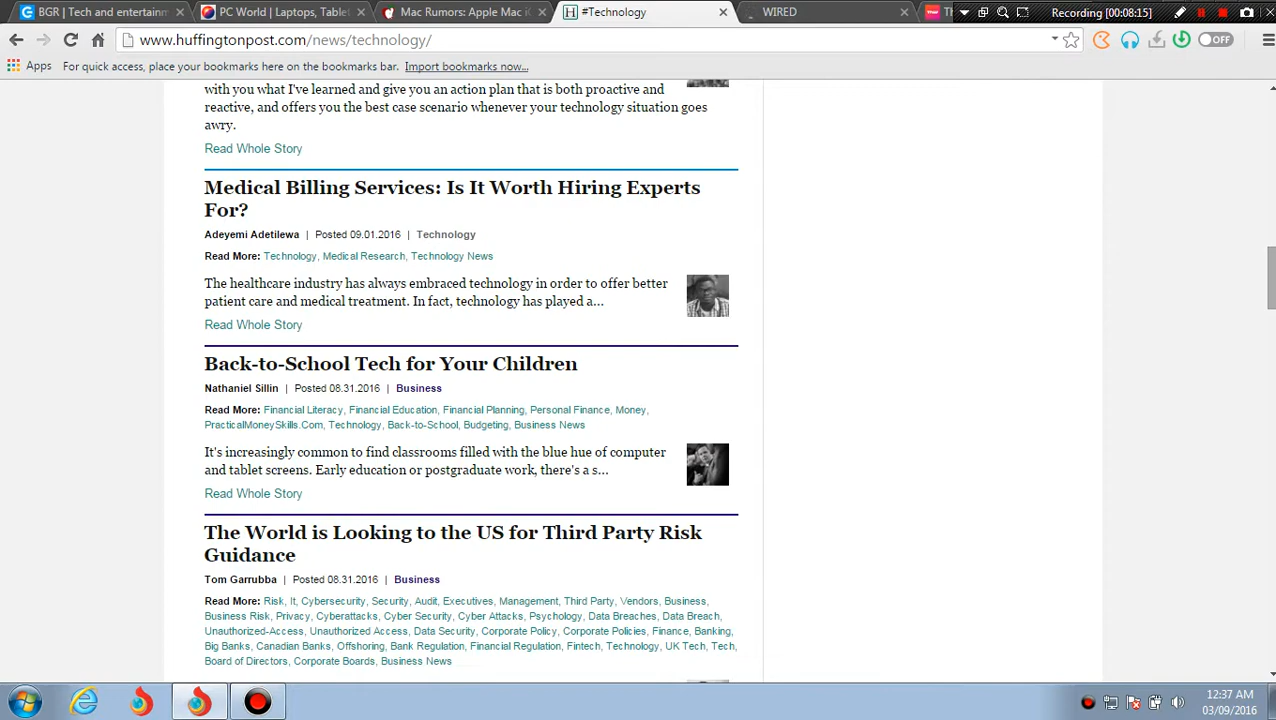 BGR | Tech and entertainm
PC World | Laptops, Tablet
Mac Rumors: Apple Mac i
#Technology
WIRED
Th
Recording [00:08:15]
www.huffingtonpost.com/news/technology/
OFF
Apps
For quick access, place your bookmarks here on the bookmarks bar.
Import bookmarks now...
with you what I've learned and give you an action plan that is both proactive and
reactive, and offers you the best case scenario whenever your technology situation goes
awry.
Read Whole Story
Medical Billing Services: Is It Worth Hiring Experts
For?
Adeyemi Adetilewa | Posted 09.01.2016 | Technology
Read More: Technology, Medical Research, Technology News
The healthcare industry has always embraced technology in order to offer better
patient care and medical treatment. In fact, technology has played a...
Read Whole Story
Back-to-School Tech for Your Children
Nathaniel Sillin | Posted 08.31.2016 | Business
Read More: Financial Literacy, Financial Education, Financial Planning, Personal Finance, Money,
PracticalMoneySkills.Com, Technology, Back-to-School, Budgeting, Business News
It's increasingly common to find classrooms filled with the blue hue of computer
and tablet screens. Early education or postgraduate work, there's a s...
Read Whole Story
The World is Looking to the US for Third Party Risk
Guidance
Tom Garrubba | Posted 08.31.2016 | Business
Read More: Risk, It, Cybersecurity, Security, Audit, Executives, Management, Third Party, Vendors, Business,
Business Risk, Privacy, Cyberattacks, Cyber Security, Cyber Attacks, Psychology, Data Breaches, Data Breach,
Unauthorized-Access, Unauthorized Access, Data Security, Corporate Policy, Corporate Policies, Finance, Banking,
Big Banks, Canadian Banks, Offshoring, Bank Regulation, Financial Regulation, Fintech, Technology, UK Tech, Tech,
Board of Directors, Corporate Boards, Business News
12:37 AM
03/09/2016